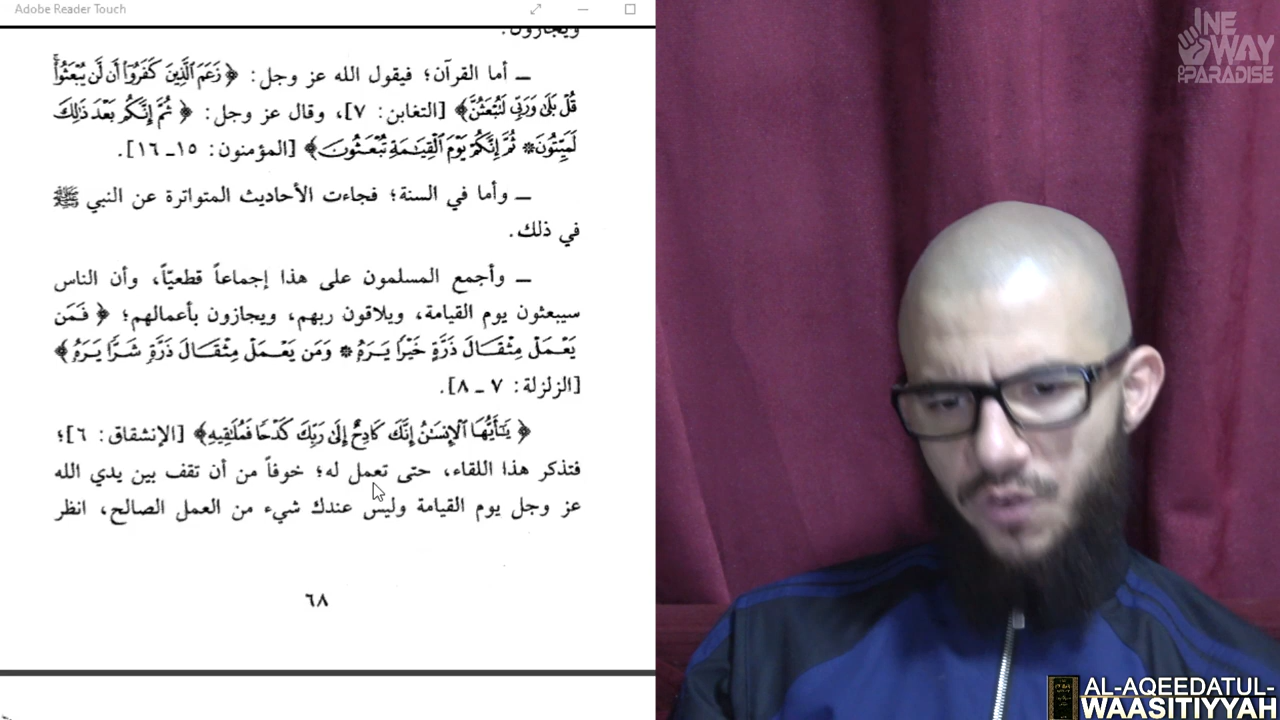 Adobe Reader Touch
ويجازون.
ـ أما القرآن؛ فيقول الله عز وجل: ﴿ زَعَمَ ٱلَّذِينَ كَفَرُوٓا۟ أَن لَّن يُبْعَثُوا۟ۚ
قُلْ بَلَىٰ وَرَبِّى لَتُبْعَثُنَّ﴾ [التغابن: ٧]، وقال عز وجل: ﴿ ثُمَّ إِنَّكُم بَعْدَ ذَٰلِكَ
لَمَيِّتُونَ * ثُمَّ إِنَّكُمْ يَوْمَ ٱلْقِيَٰمَةِ تُبْعَثُونَ﴾ [المؤمنون: ١٥ـ ١٦].
ـ وأما في السنة؛ فجاءت الأحاديث المتواترة عن النبي ﷺ
في ذلك.
ـ وأجمع المسلمون على هذا إجماعاً قطعيّاً، وأن الناس
سيبعثون يوم القيامة، ويلاقون ربهم، ويجازون بأعمالهم؛ ﴿ فَمَن
يَعْمَلْ مِثْقَالَ ذَرَّةٍ خَيْرًا يَرَهُۥ * وَمَن يَعْمَلْ مِثْقَالَ ذَرَّةٍ شَرًّا يَرَهُۥ ﴾
[الزلزلة: ٧ ـ ٨].
﴿ يَٰٓأَيُّهَا ٱلْإِنسَٰنُ إِنَّكَ كَادِحٌ إِلَىٰ رَبِّكَ كَدْحًا فَمُلَٰقِيهِ﴾ [الإنشقاق: ٦]؛
فتذكر هذا اللقاء، حتى تعمل له؛ خوفاً من أن تقف بين يدي الله
عز وجل يوم القيامة وليس عندك شيء من العمل الصالح، انظر
٦٨
ONE
WAY
TO PARADISE
AL-AQEEDATUL-
WAASITIYYAH